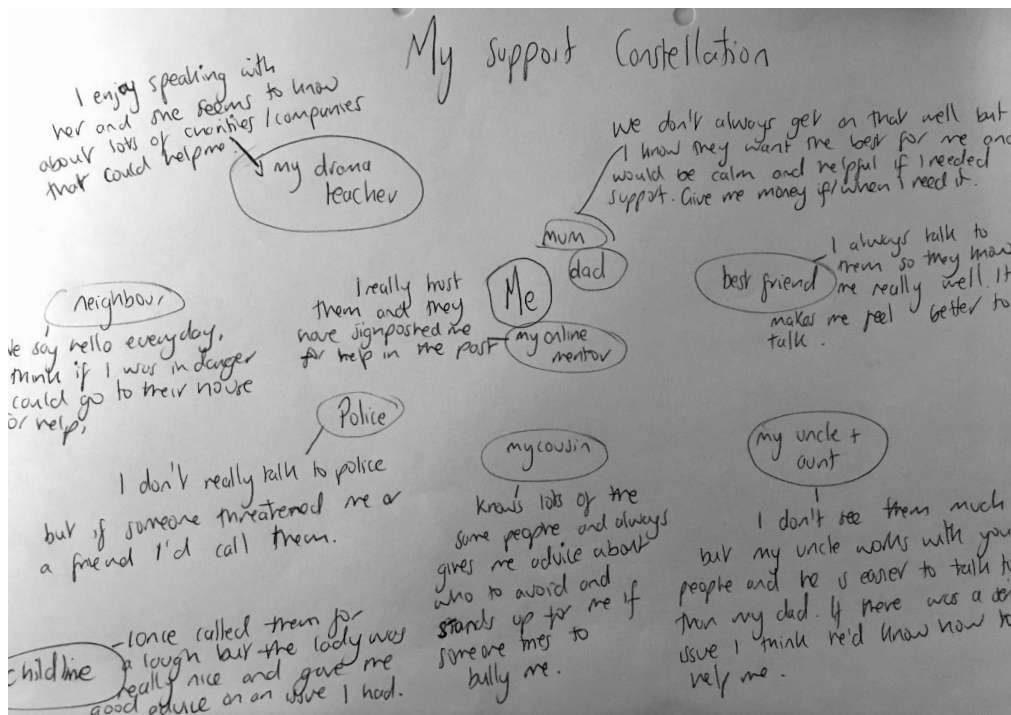 My support Constellation
I enjoy speaking with
her and she seems to know
about lots of charities / companies
that could help me
my drama
teacher
We don't always get on that well but
I know they want the best for me and
would be calm and helpful if I needed
support. Give me money if/when I need it.
mum
dad
Me
best friend
I always talk to
them so they know
me really well. It
makes me feel better to
talk.
neighbour
e say hello everyday,
think if I was in danger
could go to their house
or help.
I really trust
them and they
have signposted me
for help in the past
my online
mentor
Police
I don't really talk to police
but if someone threatened me or
a friend I'd call them.
my cousin
knows lots of the
same people and always
gives me advice about
who to avoid and
stands up for me if
someone tries to
bully me.
my uncle +
aunt
I don't see them much
but my uncle works with you
people and he is easier to talk t
than my dad. If there was a
issue I think he'd know how to
help me.
childline
I once called them for
a laugh but the lady was
really nice and gave me
good advice on an issue I had.